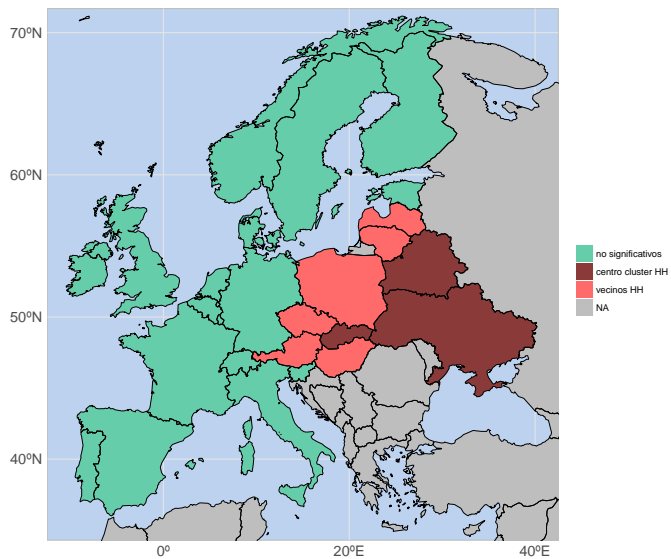 70ºN
60ºN
50ºN
40ºN
0º
20ºE
40ºE
no significativos
centro cluster HH
vecinos HH
NA